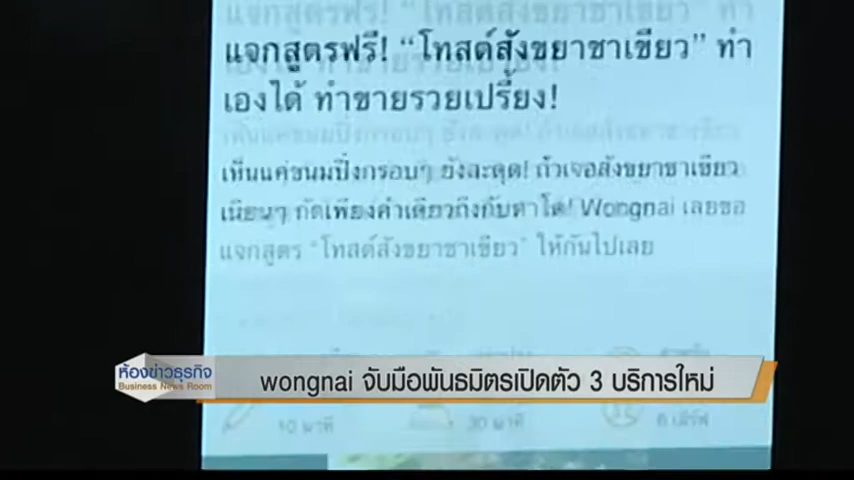 แจกสูตรฟรี! “โทสต์สังขยาชาเขียว” ทำ
เองได้ ทำขายรวยเปรี้ยง!
เห็นแค่ขนมปังกรอบๆ ยังสะดุด! ถ้าเจอสังขยาชาเขียว
เนียนๆ กัดเพียงคำเดียวถึงกับตาโต! Wongnai เลยขอ
แจกสูตร “โทสต์สังขยาชาเขียว” ให้กันไปเลย
ห้องข่าวธุรกิจ
Business News Room
wongnai จับมือพันธมิตรเปิดตัว 3 บริการใหม่
10 นาที
30 นาที
6 เสิร์ฟ